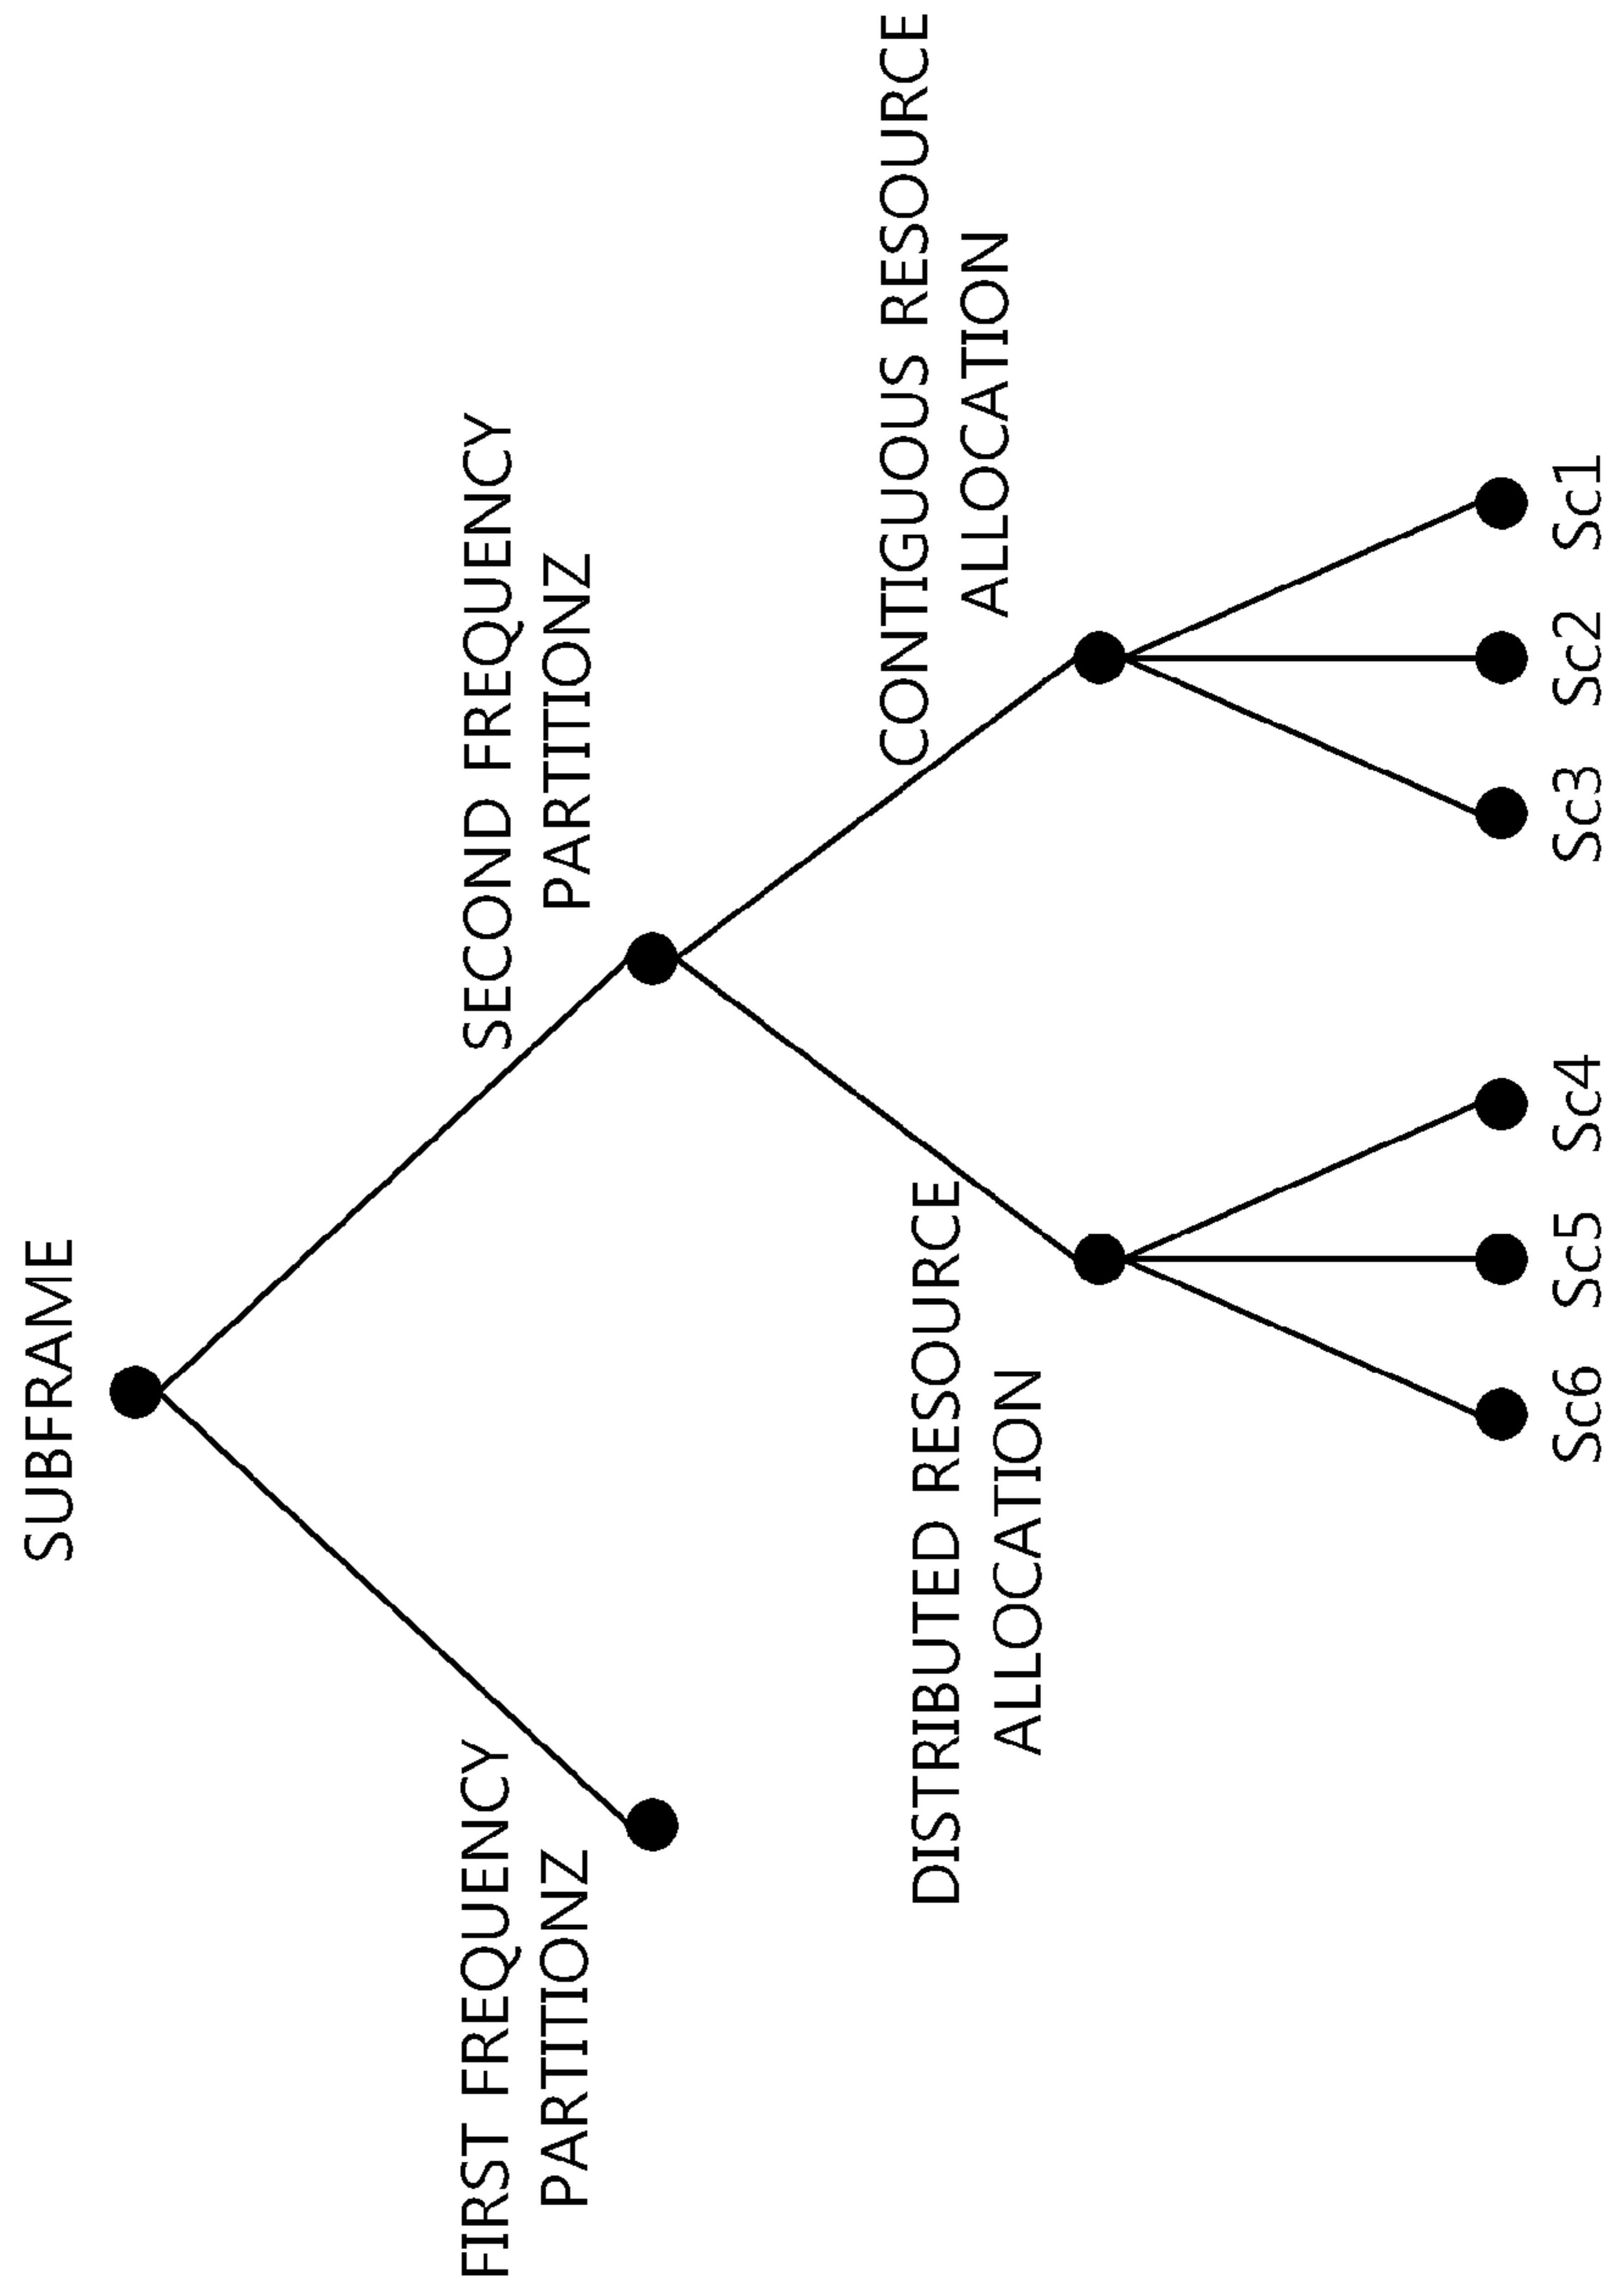 SUBFRAME
FIRST FREQUENCY
PARTITIONZ
SECOND FREQUENCY
PARTITIONZ
DISTRIBUTED RESOURCE
ALLOCATION
CONTIGUOUS RESOURCE
ALLOCATION
Sc6
Sc5
Sc4
Sc3
Sc2
Sc1